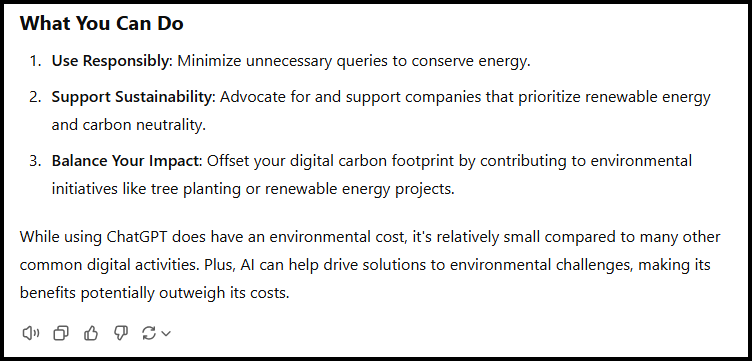 What You Can Do
1. Use Responsibly: Minimize unnecessary queries to conserve energy.
2. Support Sustainability: Advocate for and support companies that prioritize renewable energy
and carbon neutrality.
3. Balance Your Impact: Offset your digital carbon footprint by contributing to environmental
initiatives like tree planting or renewable energy projects.
While using ChatGPT does have an environmental cost, it's relatively small compared to many other
common digital activities. Plus, AI can help drive solutions to environmental challenges, making its
benefits potentially outweigh its costs.